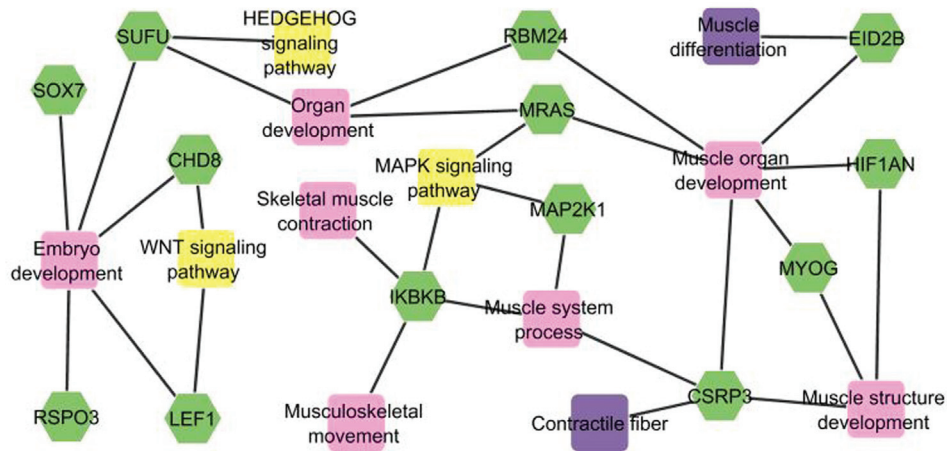 HEDGEHOG
signaling
pathway
SUFU
RBM24
Muscle
differentiation
EID2B
SOX7
Organ
development
MRAS
CHD8
MAPK signaling
pathway
Muscle organ
development
HIF1AN
Skeletal muscle
contraction
MAP2K1
Embryo
development
WNT signaling
pathway
MYOG
IKBKB
Muscle system
process
RSPO3
LEF1
Musculoskeletal
movement
Contractile fiber
CSRP3
Muscle structure
development